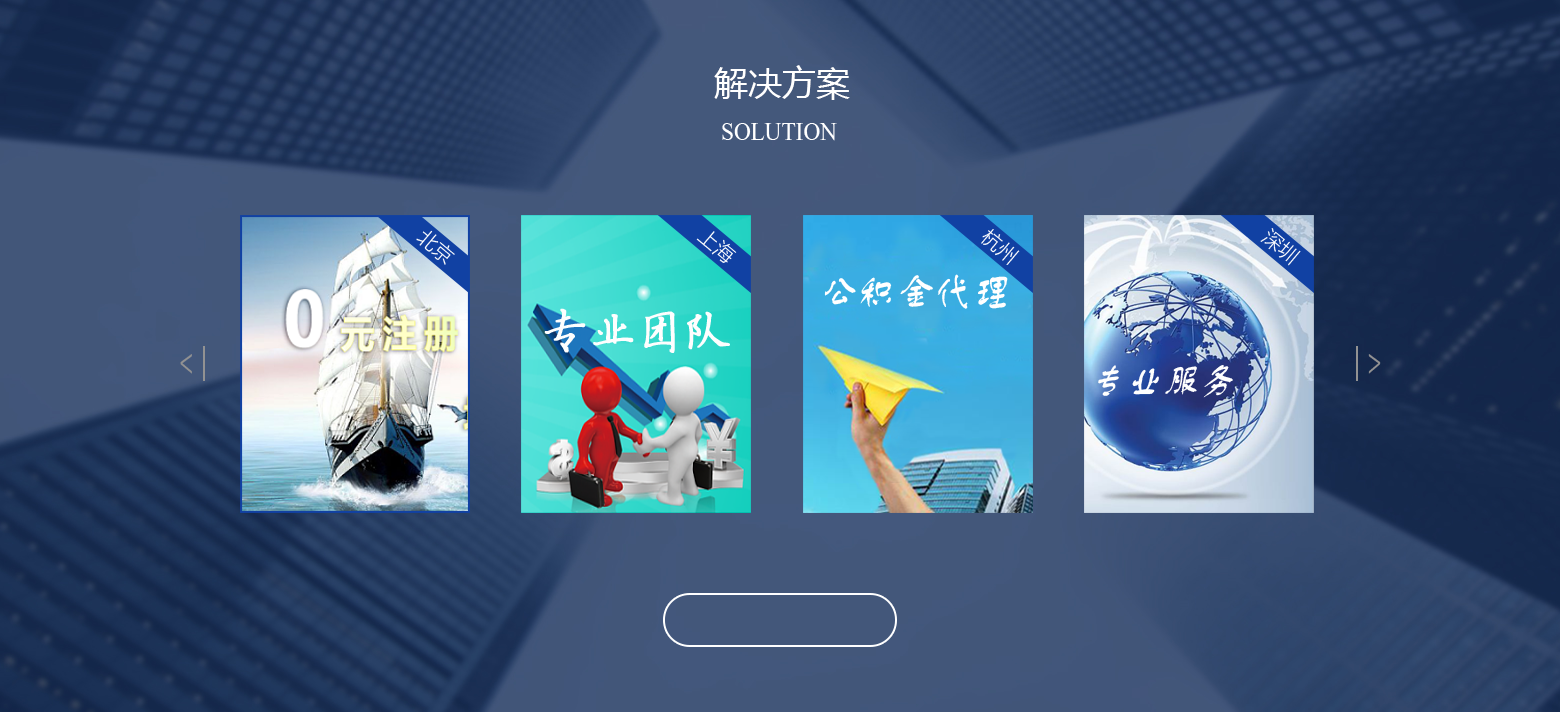 解决方案
SOLUTION
北京
0元注册
上海
专业团队
杭州
公积金代理
深圳
专业服务